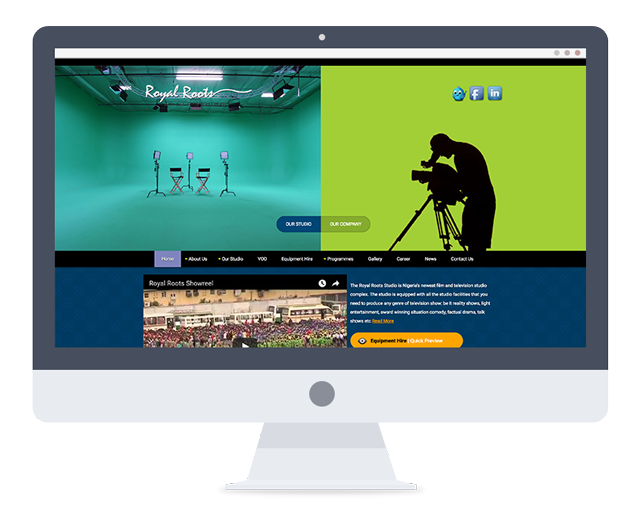 Royal Roots
OUR STUDIO OUR COMPANY
Home About Us Our Studio VOD Equipment Hire Programmes Gallery Career News Contact Us
Royal Roots Showreel
The Royal Roots Studio is Nigeria's newest film and television studio
complex. The studio is equipped with all the studio facilities that you
need to produce any genre of television show: be it reality shows, light
entertainment, award winning situation comedy, factual drama, talk
shows etc Read More
Equipment Hire | Quick Preview